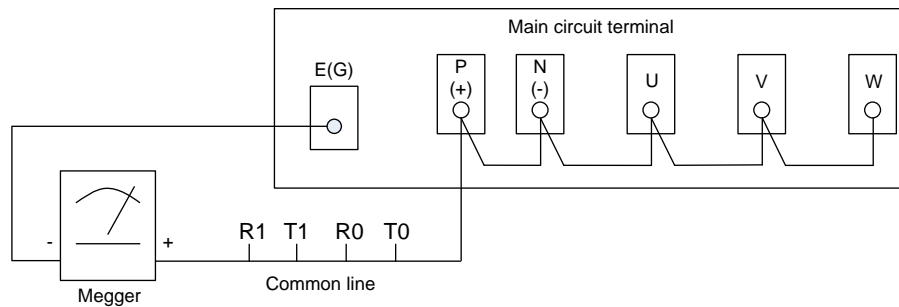 Main circuit terminal
E(G)
P
(+)
N
(-)
U
V
W
-
+
R1 T1 R0 T0
Common line
Megger